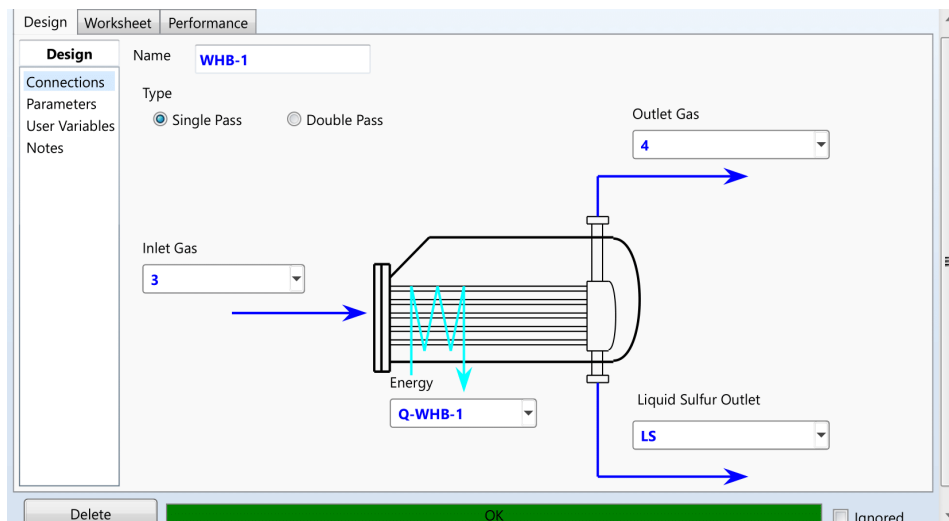 Design Worksheet Performance
Design
Connections
Parameters
User Variables
Notes
Name WHB-1
Type
Single Pass Double Pass
Outlet Gas
4
Inlet Gas
3
Energy
Q-WHB-1
Liquid Sulfur Outlet
LS
Delete OK Ignored